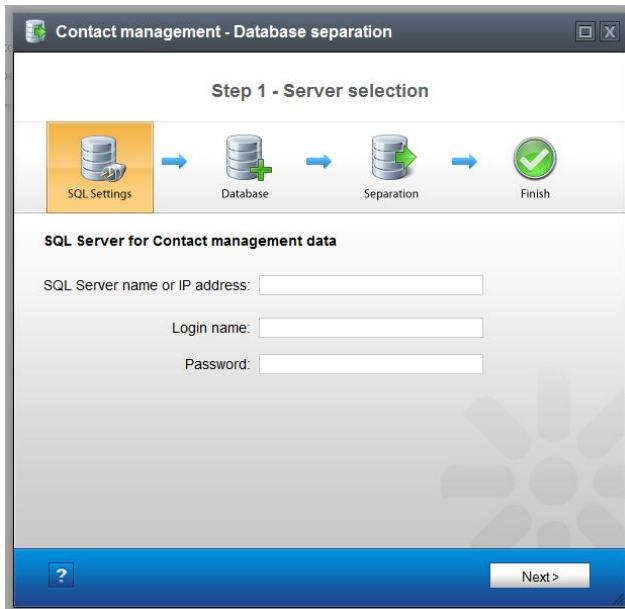 Contact management - Database separation
X
Step 1 - Server selection
SQL Settings
Database
Separation
Finish
SQL Server for Contact management data
SQL Server name or IP address:
Login name:
Password:
?
Next >